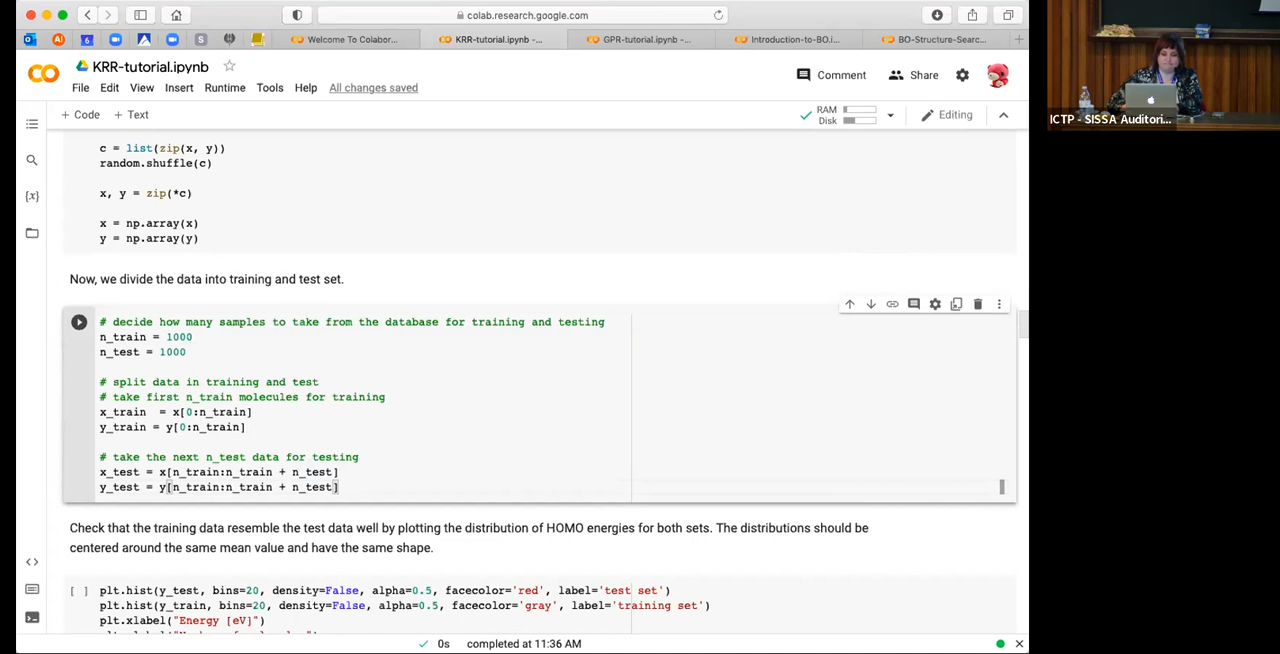 colab.research.google.com
6
S
Welcome To Colabor...
KRR-tutorial.ipynb -...
GPR-tutorial.ipynb -...
Introduction-to-BO.i...
BO-Structure-Searc...
KRR-tutorial.ipynb
Comment
Share
File Edit View Insert Runtime Tools Help All changes saved
+ Code + Text
RAM
Disk
Editing
c = list(zip(x, y))
random.shuffle(c)
x, y = zip(*c)
x = np.array(x)
y = np.array(y)
Now, we divide the data into training and test set.
# decide how many samples to take from the database for training and testing
n_train = 1000
n_test = 1000
# split data in training and test
# take first n_train molecules for training
x_train = x[0:n_train]
y_train = y[0:n_train]
# take the next n_test data for testing
x_test = x[n_train:n_train + n_test]
y_test = y[n_train:n_train + n_test]
Check that the training data resemble the test data well by plotting the distribution of HOMO energies for both sets. The distributions should be
centered around the same mean value and have the same shape.
[ ] plt.hist(y_test, bins=20, density=False, alpha=0.5, facecolor='red', label='test set')
plt.hist(y_train, bins=20, density=False, alpha=0.5, facecolor='gray', label='training set')
plt.xlabel("Energy [eV]")
0s completed at 11:36 AM
ICTP - SISSA Auditori...